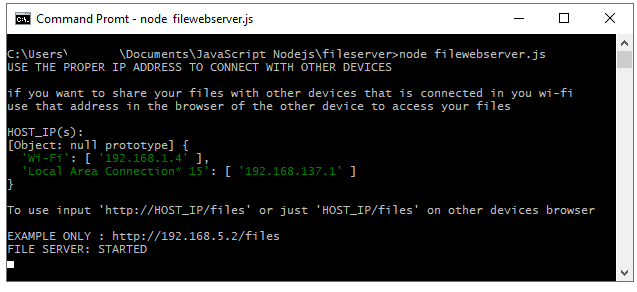 Command Promt - node filewebserver.js
C:\Users\ \Documents\JavaScript Nodejs\fileserver>node filewebserver.js
USE THE PROPER IP ADDRESS TO CONNECT WITH OTHER DEVICES
if you want to share your files with other devices that is connected in you wi-fi
use that address in the browser of the other device to access your files
HOST_IP(s):
[Object: null prototype] {
'Wi-Fi': [ '192.168.1.4' ],
'Local Area Connection* 15': [ '192.168.137.1' ]
}
To use input 'http://HOST_IP/files' or just 'HOST_IP/files' on other devices browser
EXAMPLE ONLY : http://192.168.5.2/files
FILE SERVER: STARTED